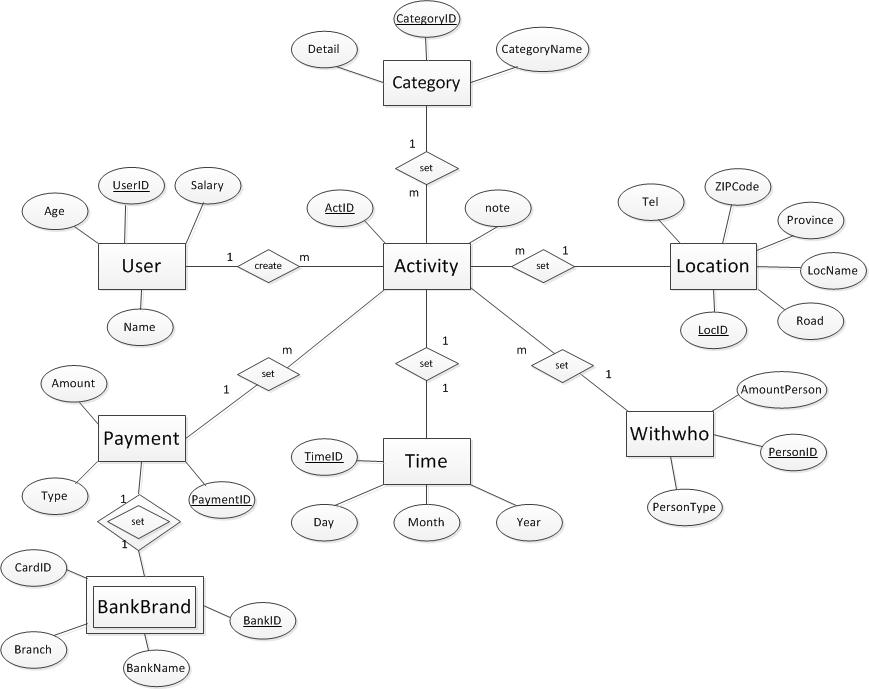 CategoryID
Detail
CategoryName
Category
1
set
m
UserID
Salary
Age
User
Name
1
create
m
ActID
note
Activity
m
set
1
Tel
ZIPCode
Province
Location
LocName
LocID
Road
m
set
1
1
set
1
m
set
1
Amount
Payment
Type
PaymentID
TimeID
Time
Day
Month
Year
AmountPerson
Withwho
PersonID
PersonType
1
set
1
CardID
BankBrand
BankID
Branch
BankName